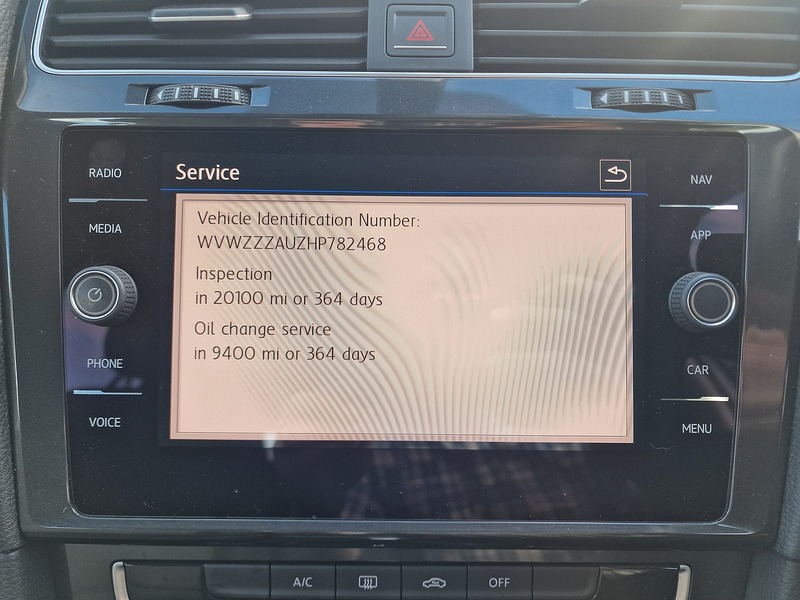 Service
RADIO
MEDIA
PHONE
VOICE
Vehicle Identification Number:
WVWZZZAUZHP782468
Inspection
in 20100 mi or 364 days
Oil change service
in 9400 mi or 364 days
NAV
APP
CAR
MENU
A/C
OFF